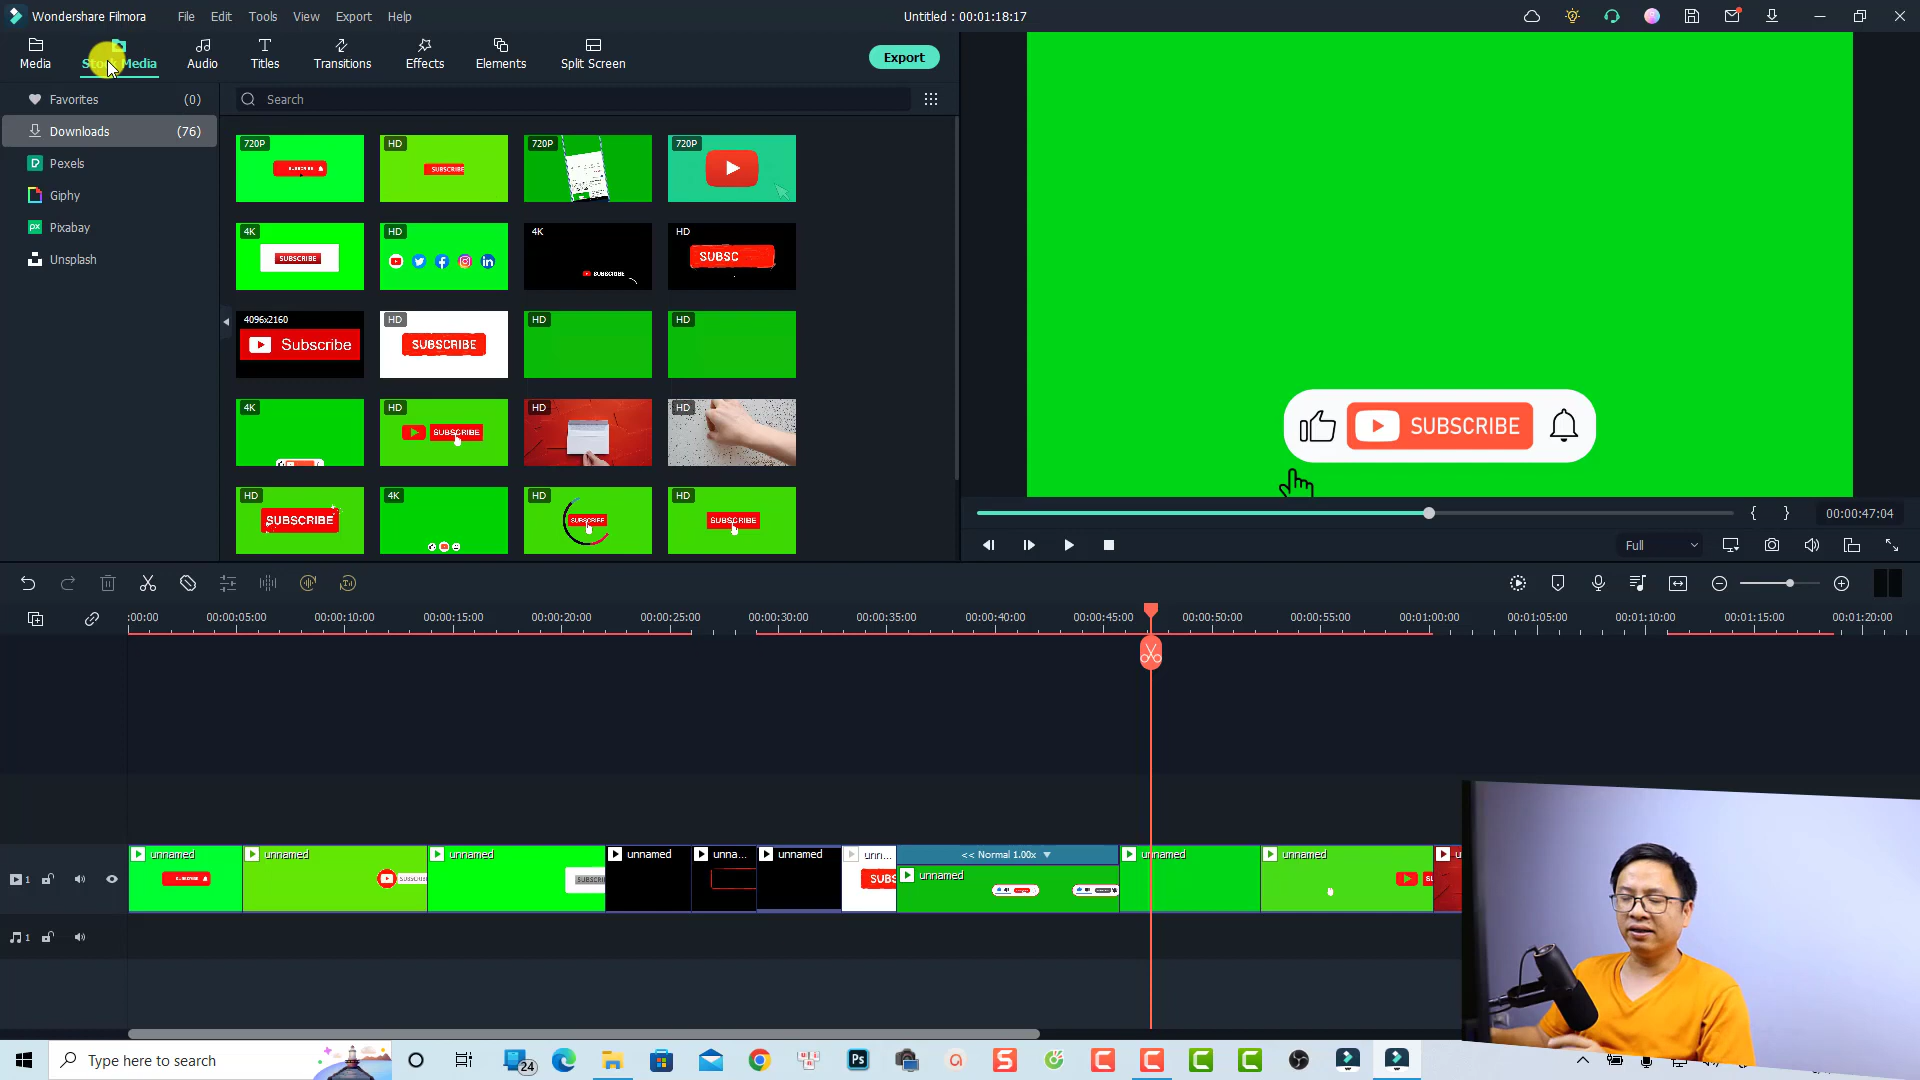 Wondershare Filmora File Edit Tools View Export Help Untitled : 00:01:18:17
Media Stock Media Audio Titles Transitions Effects Elements Split Screen Export
Favorites (0) Search
Downloads (76)
Pexels
Giphy
Pixabay
Unsplash
720P HD 720P 720P
SUBSCRIBE SUBSCRIBE
4K HD 4K HD
SUBSCRIBE SUBSCRIBE SUBSC
4096x2160 HD HD HD
Subscribe SUBSCRIBE
4K HD HD HD
SUBSCRIBE
HD 4K HD HD
SUBSCRIBE SUBSCRIBE SUBSCRIBE
SUBSCRIBE
00:00:47:04
Full
:00:00 00:00:05:00 00:00:10:00 00:00:15:00 00:00:20:00 00:00:25:00 00:00:30:00 00:00:35:00 00:00:40:00 00:00:45:00 00:00:50:00 00:00:55:00 00:01:00:00 00:01:05:00 00:01:10:00 00:01:15:00 00:01:20:00
unnamed unnamed unnamed unnamed unna... unnamed unn... << Normal 1.00x unnamed unnamed
unnamed
1 SUBSCRIBE SUBS
1
Type here to search 24 Ps